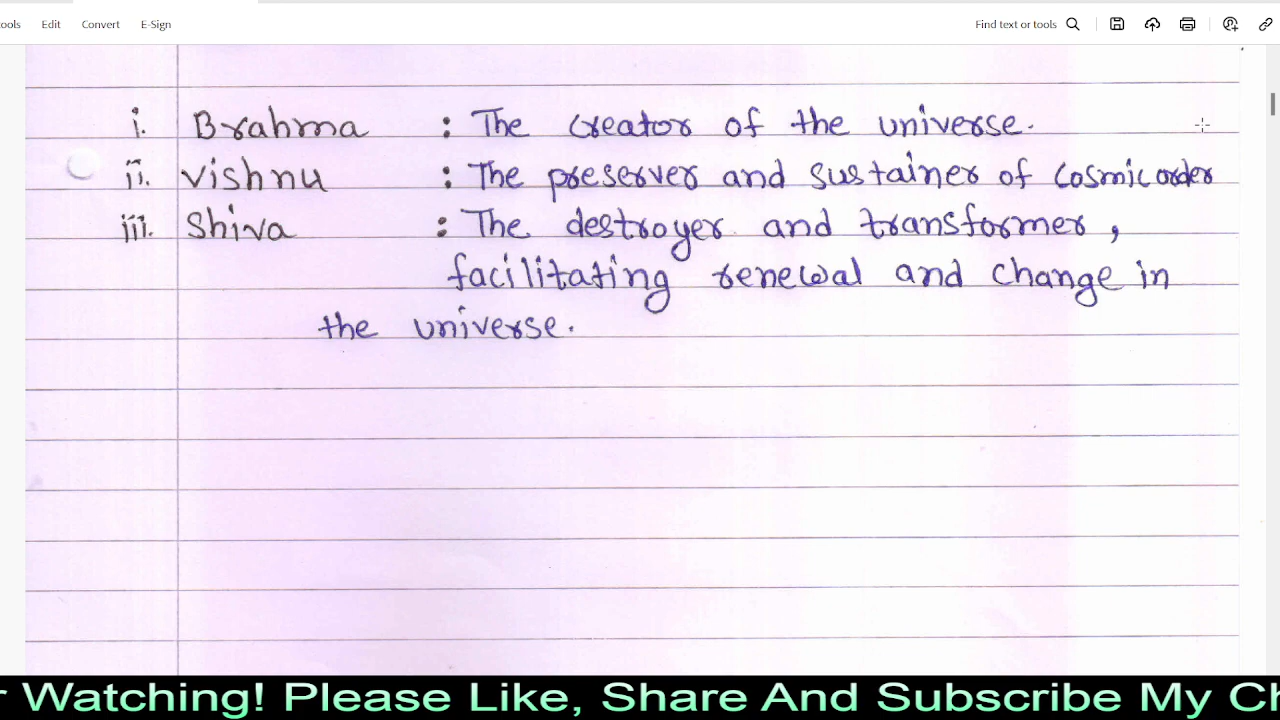 ools Edit Convert E-Sign Find text or tools
i. Brahma : The creator of the universe.
ii. Vishnu : The preserver and sustainer of cosmic order
iii. Shiva : The destroyer and transformer,
facilitating renewal and change in
the universe.
r Watching! Please Like, Share And Subscribe My Ch